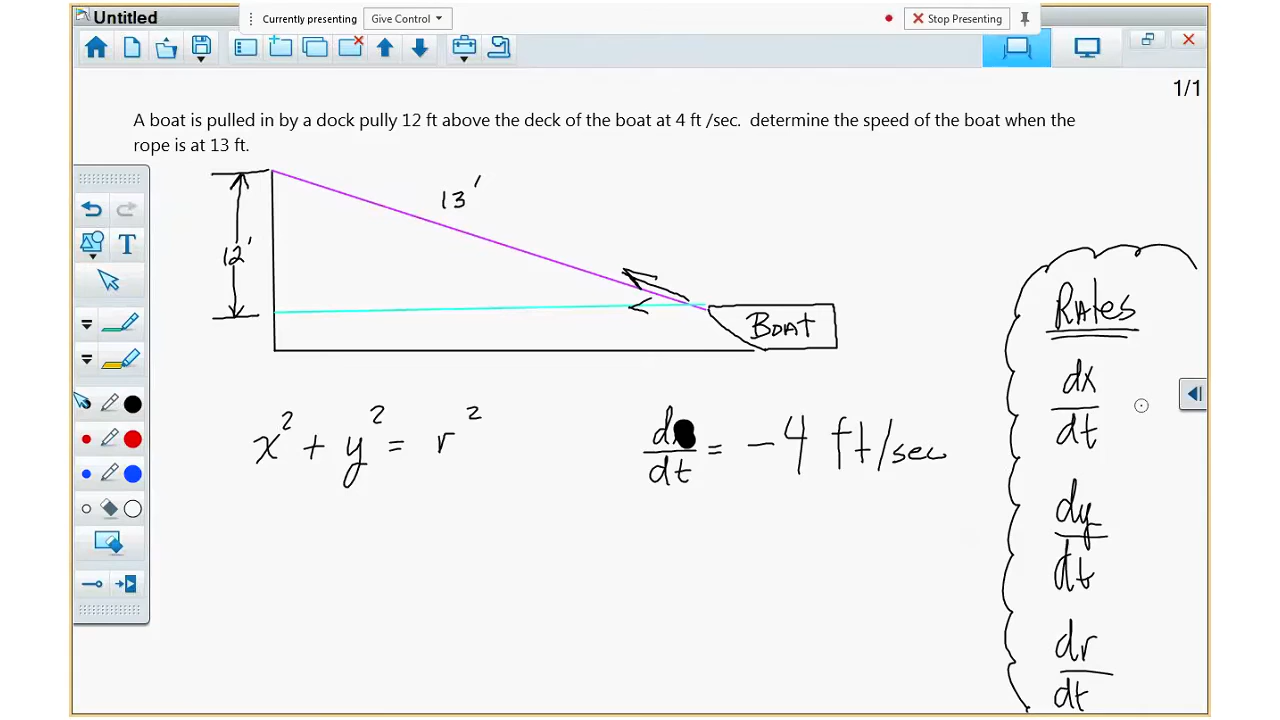 Untitled
Currently presenting
Give Control
Stop Presenting
1/1
A boat is pulled in by a dock pully 12 ft above the deck of the boat at 4 ft /sec. determine the speed of the boat when the
rope is at 13 ft.
13'
12'
BOAT
RATES
dx
dt
x² + y² = r²
dt = -4 ft/sec
dy
dt
dr
dt
T